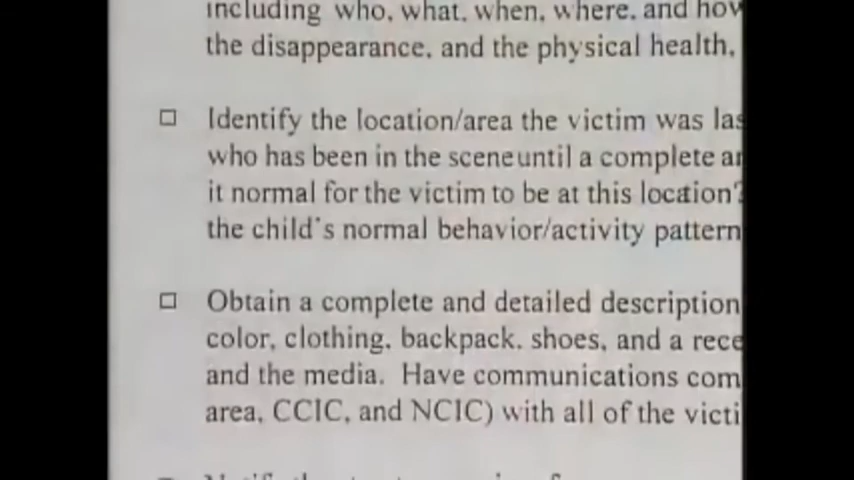 including who, what, when, where, and how
the disappearance, and the physical health,
☐ Identify the location/area the victim was las
who has been in the scene until a complete ar
it normal for the victim to be at this location?
the child's normal behavior/activity pattern
☐ Obtain a complete and detailed description
color, clothing, backpack, shoes, and a rece
and the media. Have communications com
area, CCIC, and NCIC) with all of the victi